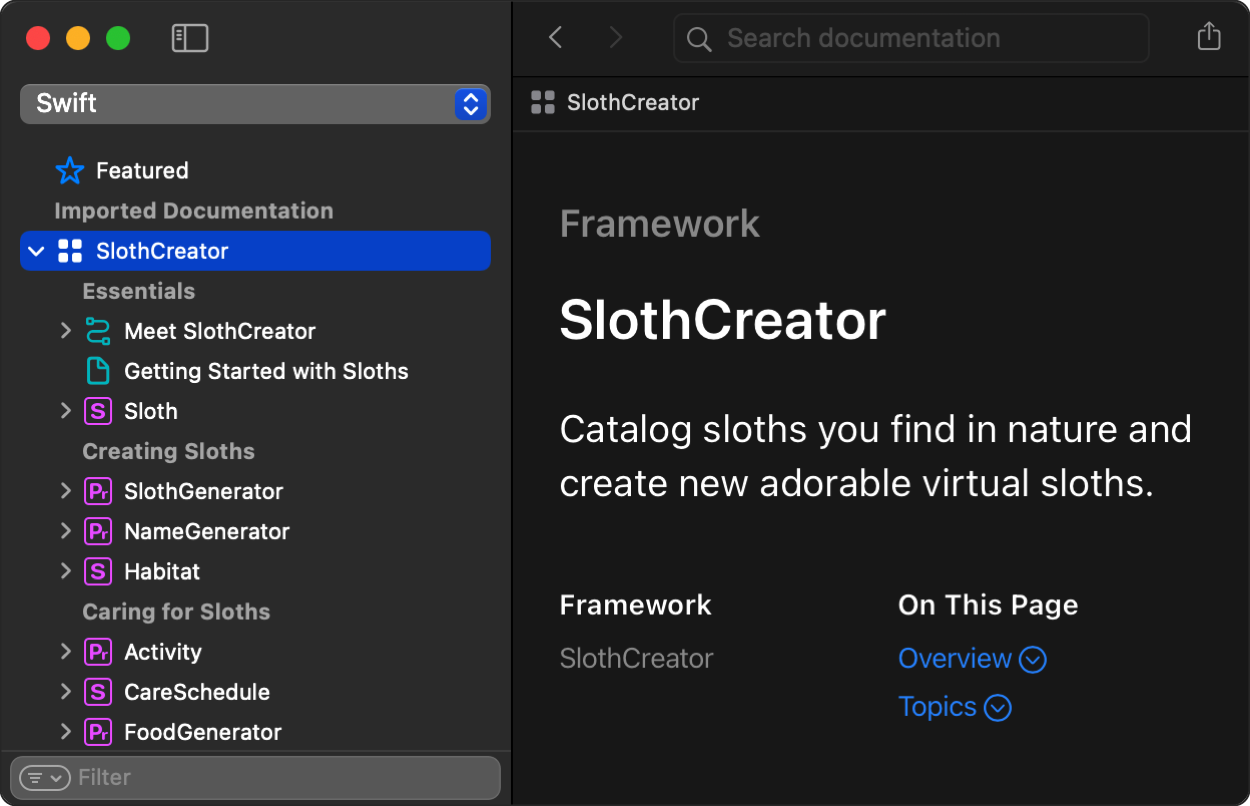 Swift
Featured
Imported Documentation
SlothCreator
Essentials
Meet SlothCreator
Getting Started with Sloths
S Sloth
Creating Sloths
Pr SlothGenerator
Pr NameGenerator
S Habitat
Caring for Sloths
Pr Activity
S CareSchedule
Pr FoodGenerator
Filter
Search documentation
SlothCreator
Framework
SlothCreator
Catalog sloths you find in nature and
create new adorable virtual sloths.
Framework
SlothCreator
On This Page
Overview
Topics